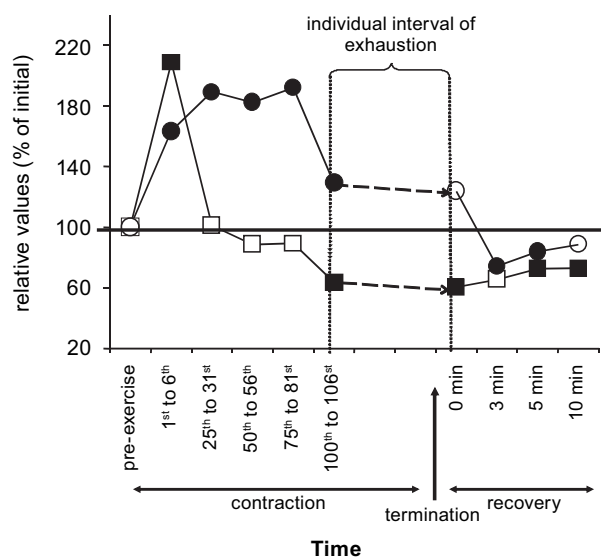 individual interval of
exhaustion
relative values (% of initial)
220
180
140
100
60
20
pre-exercise
1st to 6th
25th to 31st
50th to 56th
75th to 81st
100th to 106st
0 min
3 min
5 min
10 min
contraction
termination
recovery
Time